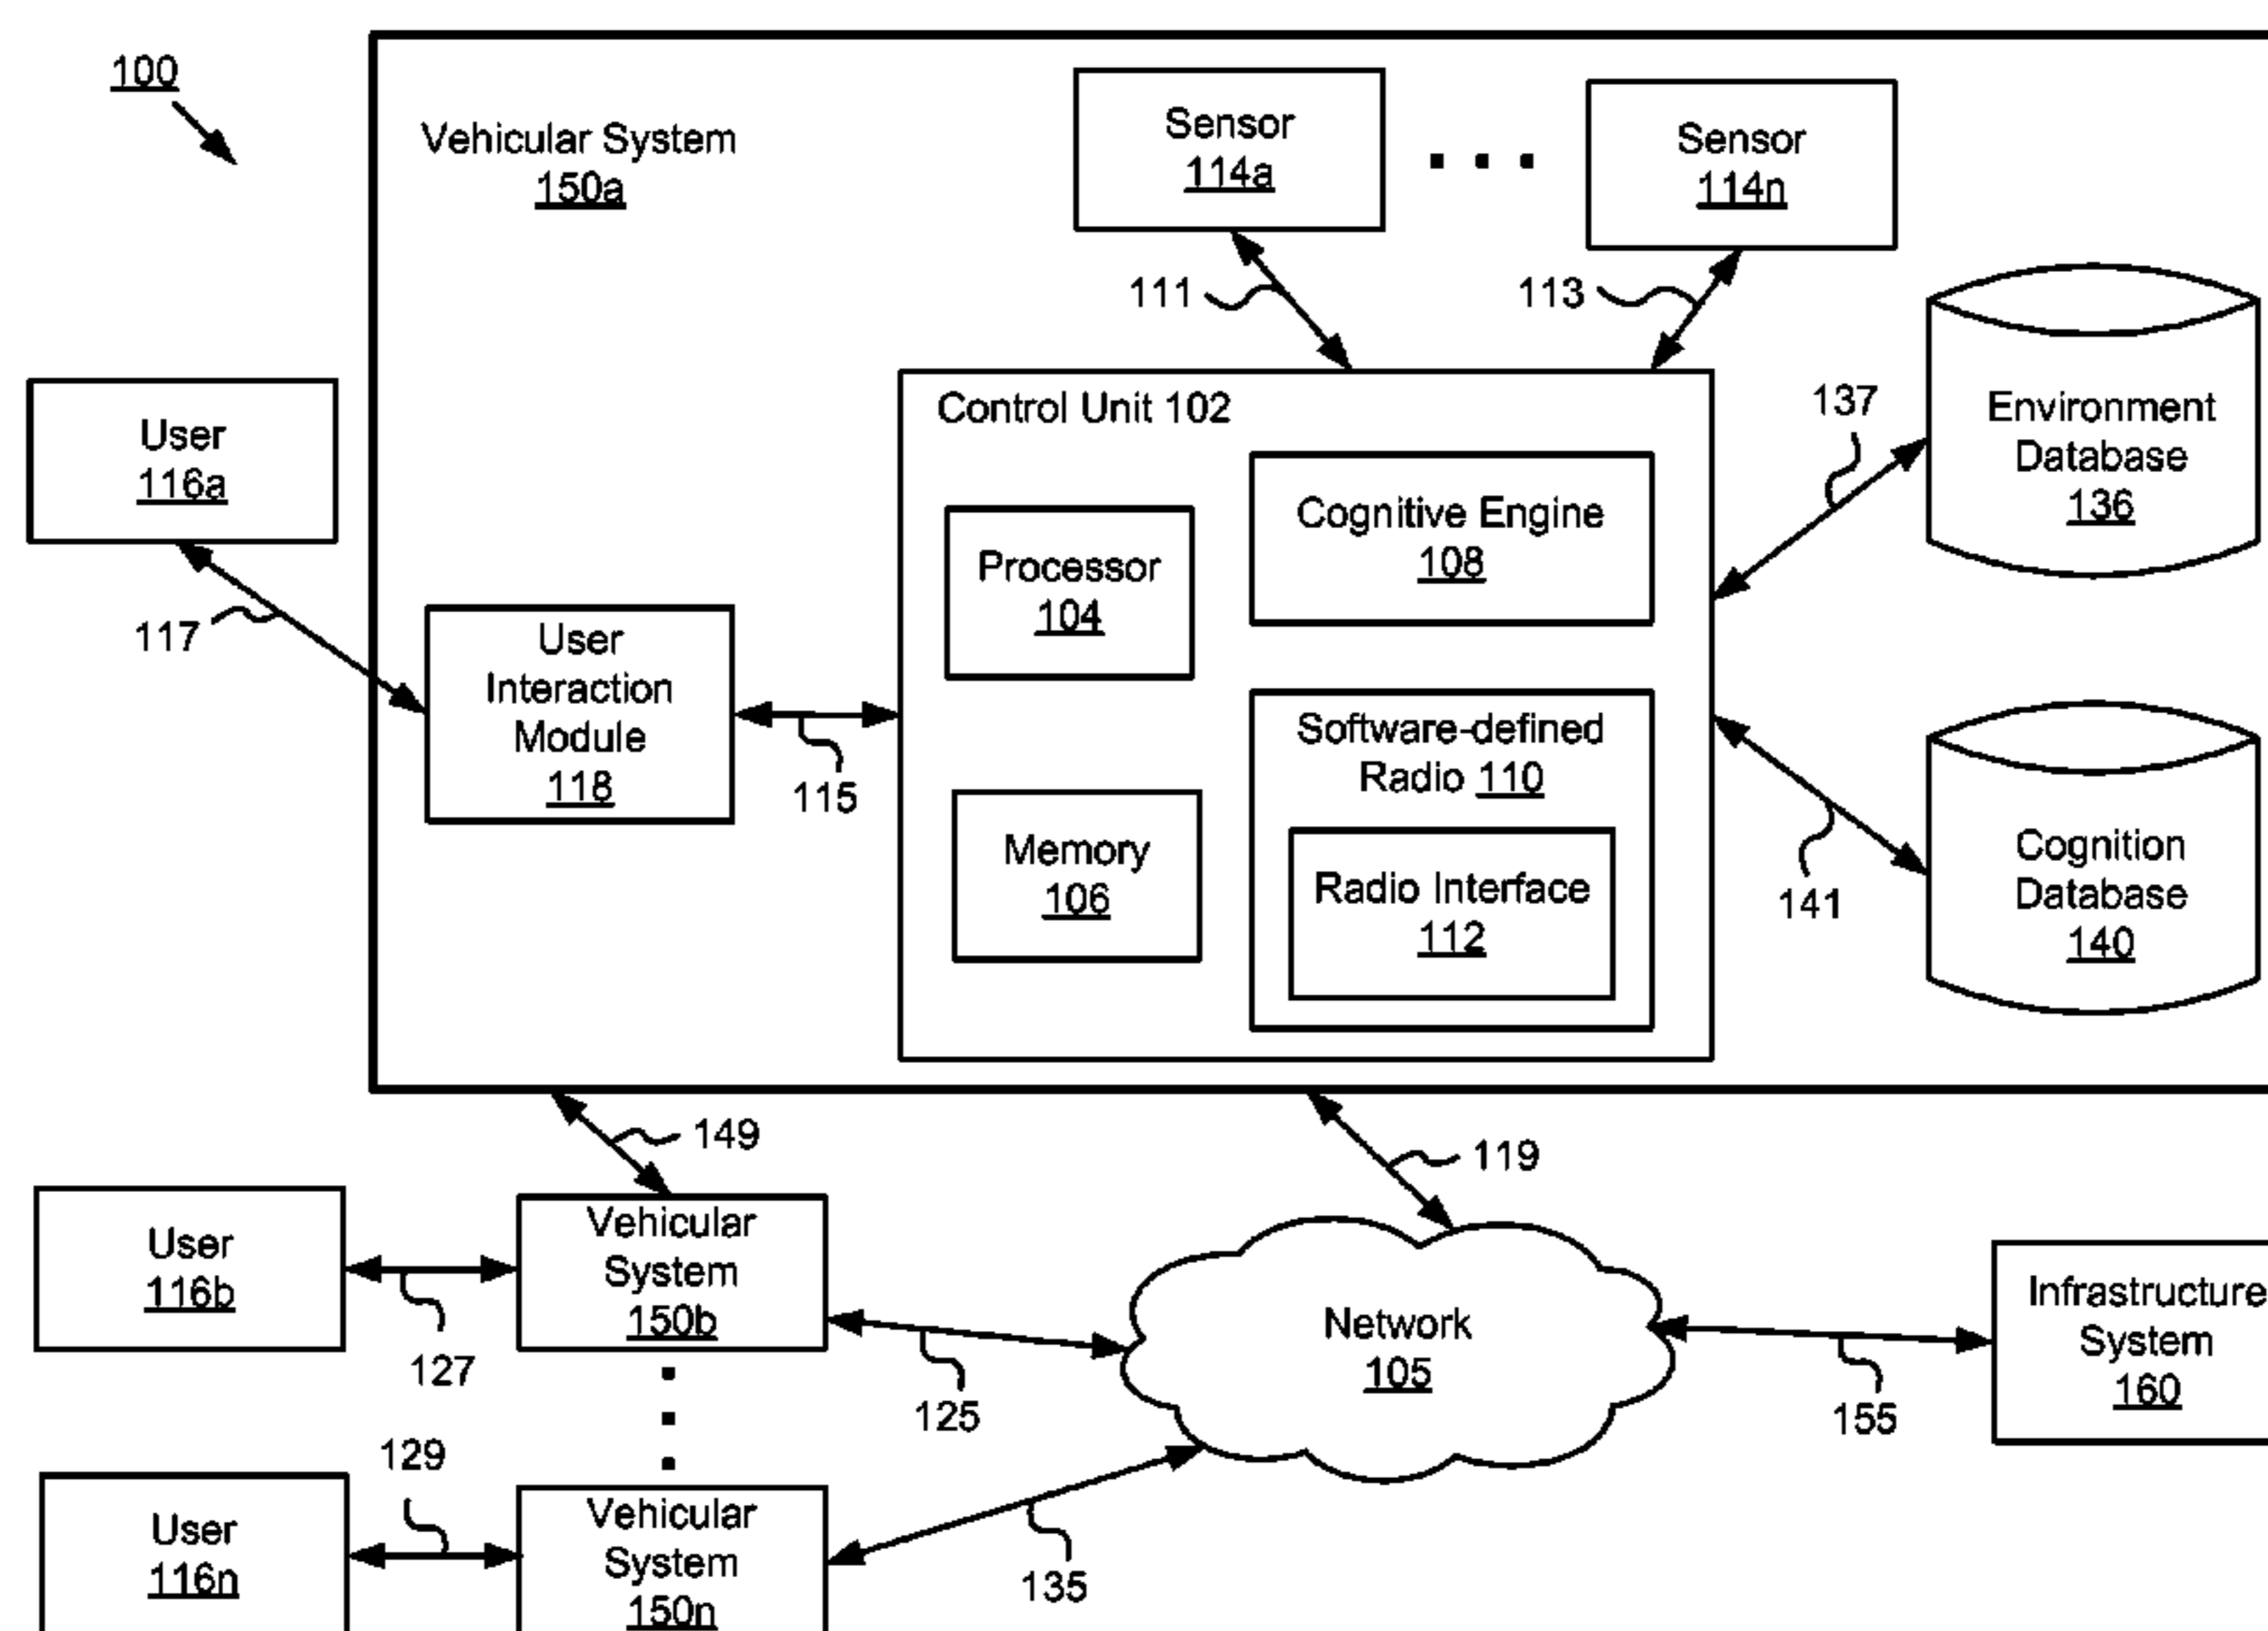 100
Vehicular System
150a
Sensor
114a
Sensor
114n
111
113
User
116a
117
User
Interaction
Module
118
115
Control Unit 102
Processor
104
Cognitive Engine
108
Memory
106
Software-defined
Radio 110
Radio Interface
112
137
Environment
Database
136
141
Cognition
Database
140
149
119
User
116b
127
Vehicular
System
150b
125
Network
105
155
Infrastructure
System
160
User
116n
129
Vehicular
System
150n
135